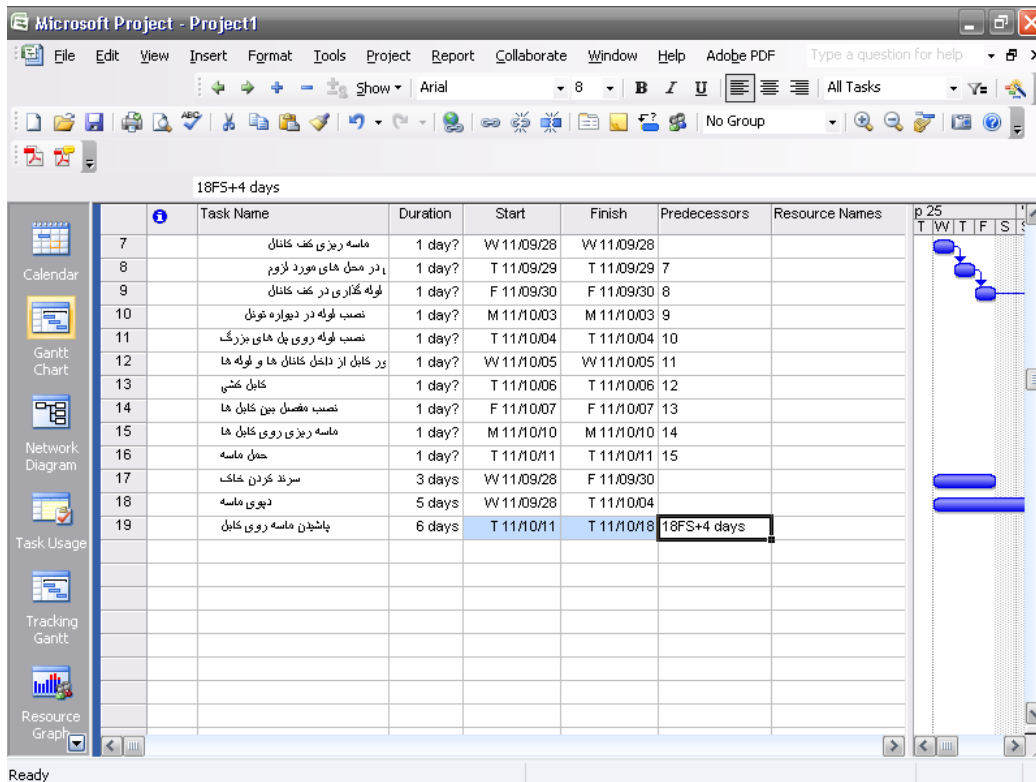 Microsoft Project - Project1
File Edit View Insert Format Tools Project Report Collaborate Window Help Adobe PDF Type a question for help
Show Arial 8 B I U All Tasks
No Group
18FS+4 days
Task Name Duration Start Finish Predecessors Resource Names p 25
T W T F S
7 ماسه ریزی کف کانال 1 day? W 11/09/28 W 11/09/28
8 در محل های مورد لزوم 1 day? T 11/09/29 T 11/09/29 7
9 لوله گذاری در کف کانال 1 day? F 11/09/30 F 11/09/30 8
10 نصب لوله در دیواره تونل 1 day? M 11/10/03 M 11/10/03 9
11 نصب لوله روی پل های بزرگ 1 day? T 11/10/04 T 11/10/04 10
12 ور کابل از داخل کانال ها و لوله ها 1 day? W 11/10/05 W 11/10/05 11
13 کابل کشی 1 day? T 11/10/06 T 11/10/06 12
14 نصب مفصل بین کابل ها 1 day? F 11/10/07 F 11/10/07 13
15 ماسه ریزی روی کابل ها 1 day? M 11/10/10 M 11/10/10 14
16 حمل ماسه 1 day? T 11/10/11 T 11/10/11 15
17 سرند کردن خاک 3 days W 11/09/28 F 11/09/30
18 دپوی ماسه 5 days W 11/09/28 T 11/10/04
19 پاشیدن ماسه روی کابل 6 days T 11/10/11 T 11/10/18 18FS+4 days
Calendar
Gantt
Chart
Network
Diagram
Task Usage
Tracking
Gantt
Resource
Graph
Ready